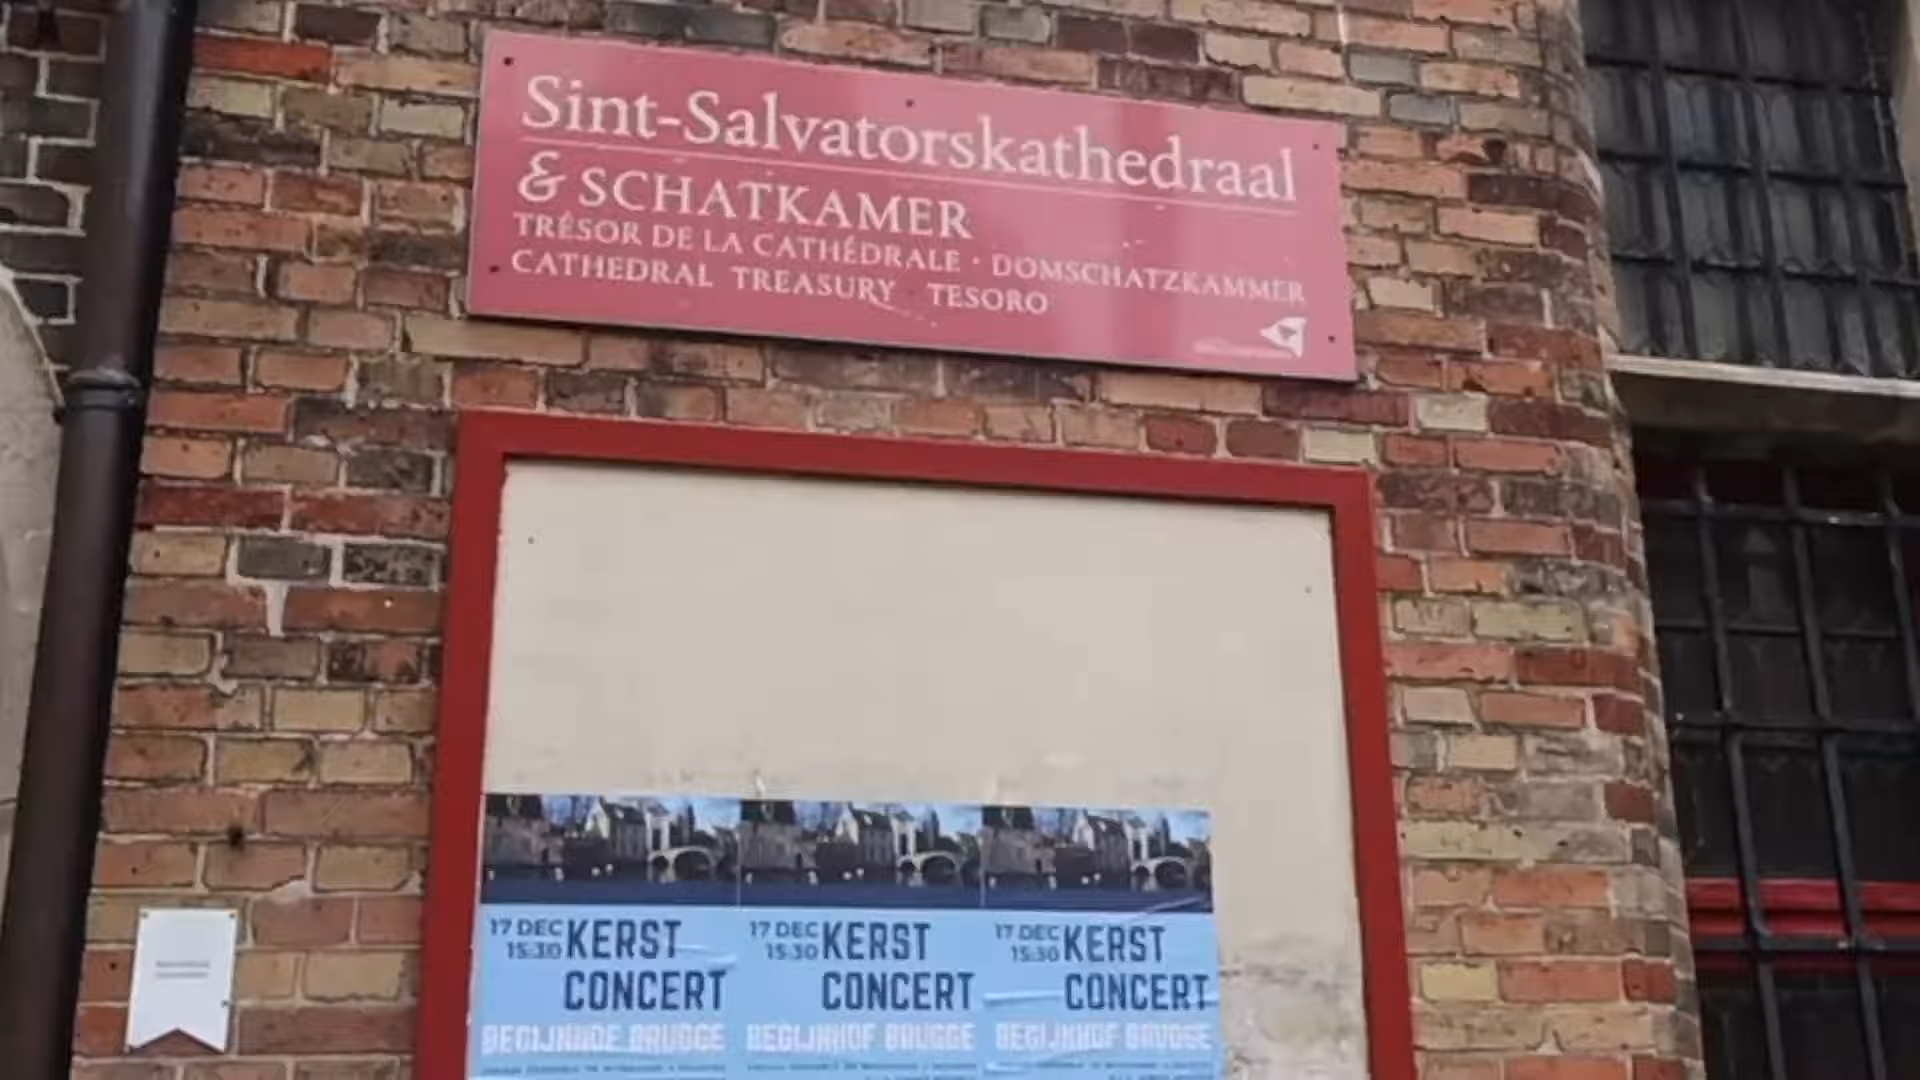 Sint-Salvatorskathedraal
& SCHATKAMER
TRÉSOR DE LA CATHÉDRALE · DOMSCHATZKAMMER
CATHEDRAL TREASURY TESORO
17 DEC KERST
15:30 CONCERT
BEGIJNHOF BRUGGE
17 DEC KERST
15:30 CONCERT
BEGIJNHOF BRUGGE
17 DEC KERST
15:30 CONCERT
BEGIJNHOF BRUGGE